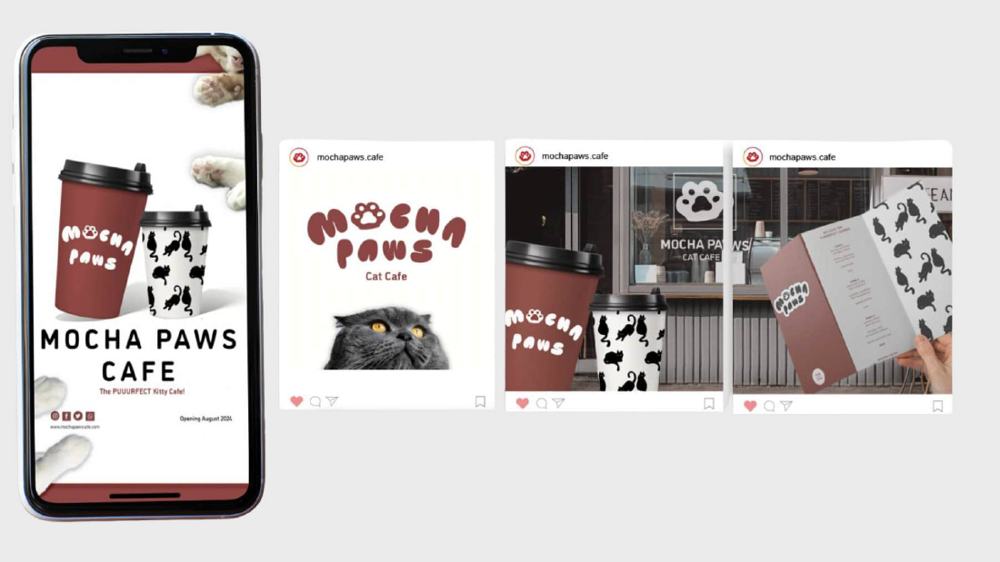 MOCHA
PAWS
MOCHA PAWS
CAFE
The PUUURFECT Kitty Cafe!
Opening August 2024
mochapaws.cafe
MOCHA
PAWS
Cat Cafe
mochapaws.cafe
MOCHA PAWS
CAT CAFE
MOCHA
PAWS
mochapaws.cafe
MOCHA
PAWS